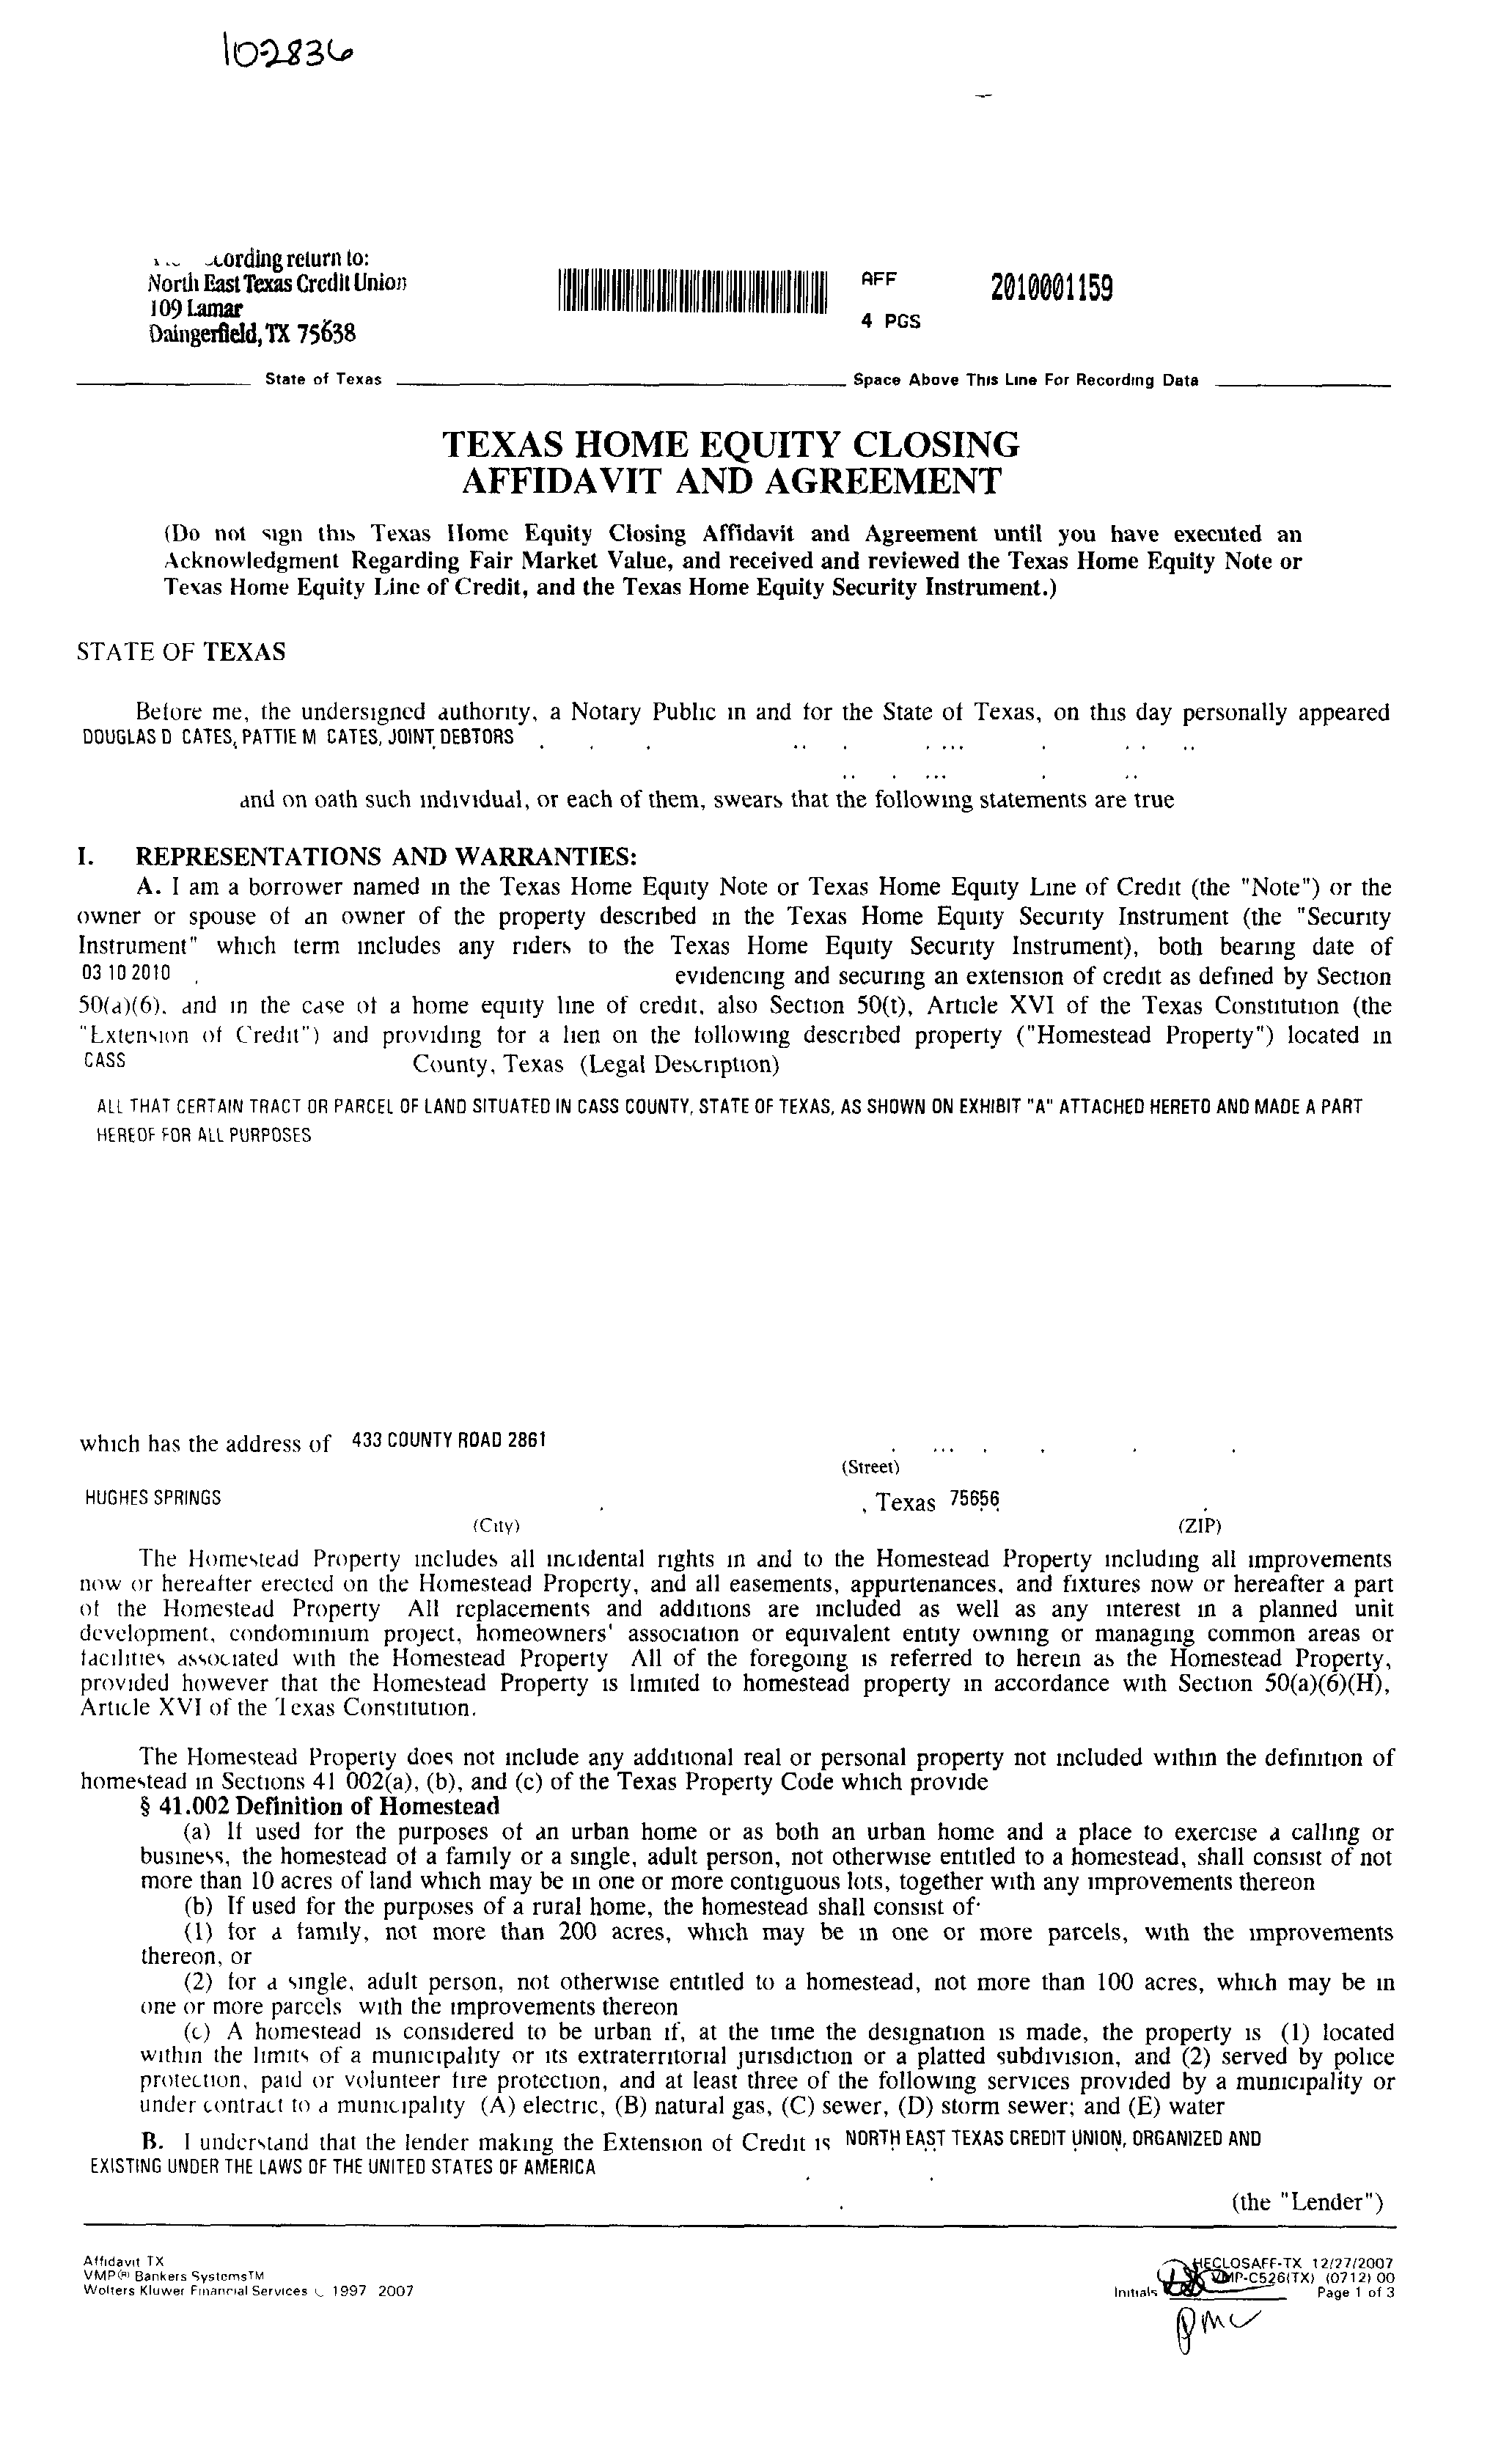 102836
cording return to:
North East Texas Credit Union
109 Lamar
Daingerfield, TX 75638
AFF 2010001159
4 PGS
State of Texas Space Above This Line For Recording Data
TEXAS HOME EQUITY CLOSING
AFFIDAVIT AND AGREEMENT
(Do not sign this Texas Home Equity Closing Affidavit and Agreement until you have executed an
Acknowledgment Regarding Fair Market Value, and received and reviewed the Texas Home Equity Note or
Texas Home Equity Line of Credit, and the Texas Home Equity Security Instrument.)
STATE OF TEXAS
Before me, the undersigned authority, a Notary Public in and for the State of Texas, on this day personally appeared
DOUGLAS D CATES, PATTIE M CATES, JOINT DEBTORS
and on oath such individual, or each of them, swears that the following statements are true
I. REPRESENTATIONS AND WARRANTIES:
A. I am a borrower named in the Texas Home Equity Note or Texas Home Equity Line of Credit (the "Note") or the
owner or spouse of an owner of the property described in the Texas Home Equity Security Instrument (the "Security
Instrument" which term includes any riders to the Texas Home Equity Security Instrument), both bearing date of
03 10 2010 , evidencing and securing an extension of credit as defined by Section
50(a)(6), and in the case of a home equity line of credit, also Section 50(t), Article XVI of the Texas Constitution (the
"Extension of Credit") and providing for a lien on the following described property ("Homestead Property") located in
CASS County, Texas (Legal Description)
ALL THAT CERTAIN TRACT OR PARCEL OF LAND SITUATED IN CASS COUNTY, STATE OF TEXAS, AS SHOWN ON EXHIBIT "A" ATTACHED HERETO AND MADE A PART
HEREOF FOR ALL PURPOSES
which has the address of 433 COUNTY ROAD 2861
(Street)
HUGHES SPRINGS , Texas 75656
(City) (ZIP)
The Homestead Property includes all incidental rights in and to the Homestead Property including all improvements
now or hereafter erected on the Homestead Property, and all easements, appurtenances, and fixtures now or hereafter a part
of the Homestead Property All replacements and additions are included as well as any interest in a planned unit
development, condominium project, homeowners' association or equivalent entity owning or managing common areas or
facilities associated with the Homestead Property All of the foregoing is referred to herein as the Homestead Property,
provided however that the Homestead Property is limited to homestead property in accordance with Section 50(a)(6)(H),
Article XVI of the Texas Constitution.
The Homestead Property does not include any additional real or personal property not included within the definition of
homestead in Sections 41 002(a), (b), and (c) of the Texas Property Code which provide
§ 41.002 Definition of Homestead
(a) If used for the purposes of an urban home or as both an urban home and a place to exercise a calling or
business, the homestead of a family or a single, adult person, not otherwise entitled to a homestead, shall consist of not
more than 10 acres of land which may be in one or more contiguous lots, together with any improvements thereon
(b) If used for the purposes of a rural home, the homestead shall consist of:
(1) for a family, not more than 200 acres, which may be in one or more parcels, with the improvements
thereon, or
(2) for a single, adult person, not otherwise entitled to a homestead, not more than 100 acres, which may be in
one or more parcels with the improvements thereon
(c) A homestead is considered to be urban if, at the time the designation is made, the property is (1) located
within the limits of a municipality or its extraterritorial jurisdiction or a platted subdivision, and (2) served by police
protection, paid or volunteer fire protection, and at least three of the following services provided by a municipality or
under contract to a municipality (A) electric, (B) natural gas, (C) sewer, (D) storm sewer; and (E) water
B. I understand that the lender making the Extension of Credit is NORTH EAST TEXAS CREDIT UNION, ORGANIZED AND
EXISTING UNDER THE LAWS OF THE UNITED STATES OF AMERICA
(the "Lender")
Affidavit TX HECLOSAFF-TX 12/27/2007
VMP® Bankers Systems™ VMP-C526(TX) (0712) 00
Wolters Kluwer Financial Services © 1997 2007 Initials Page 1 of 3
PMC